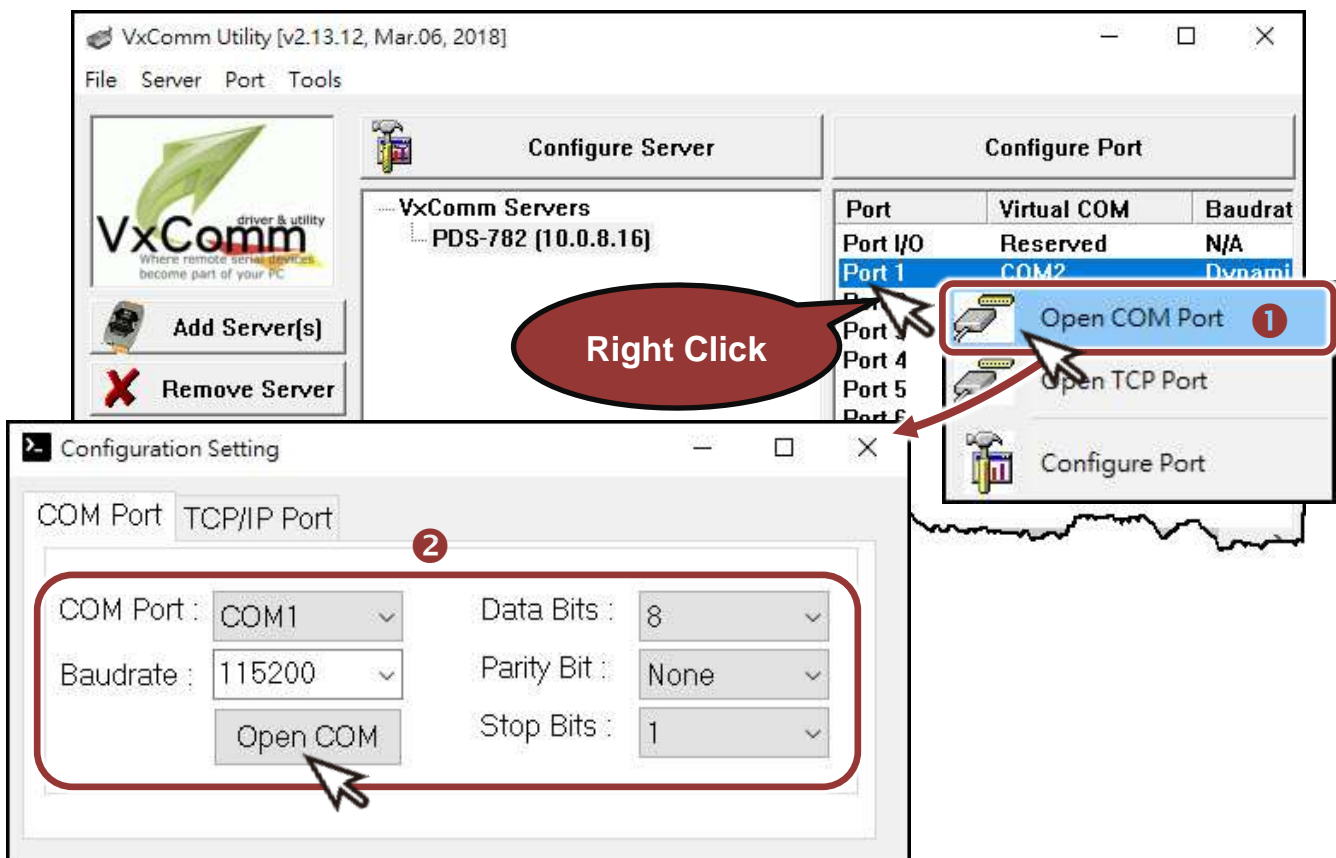 VxComm Utility [v2.13.12, Mar.06, 2018]
File Server Port Tools
VxComm
driver & utility
Where remote serial devices
become part of your PC
Configure Server
Configure Port
VxComm Servers
PDS-782 (10.0.8.16)
Port Virtual COM Baudrat
Port I/O Reserved N/A
Port 1 COM2 Dynami
Port 4
Port 5
Add Server(s)
Remove Server
Right Click
Open COM Port 1
Open TCP Port
Configure Port
Configuration Setting
COM Port TCP/IP Port
2
COM Port : COM1 Data Bits : 8
Baudrate : 115200 Parity Bit : None
Open COM Stop Bits : 1